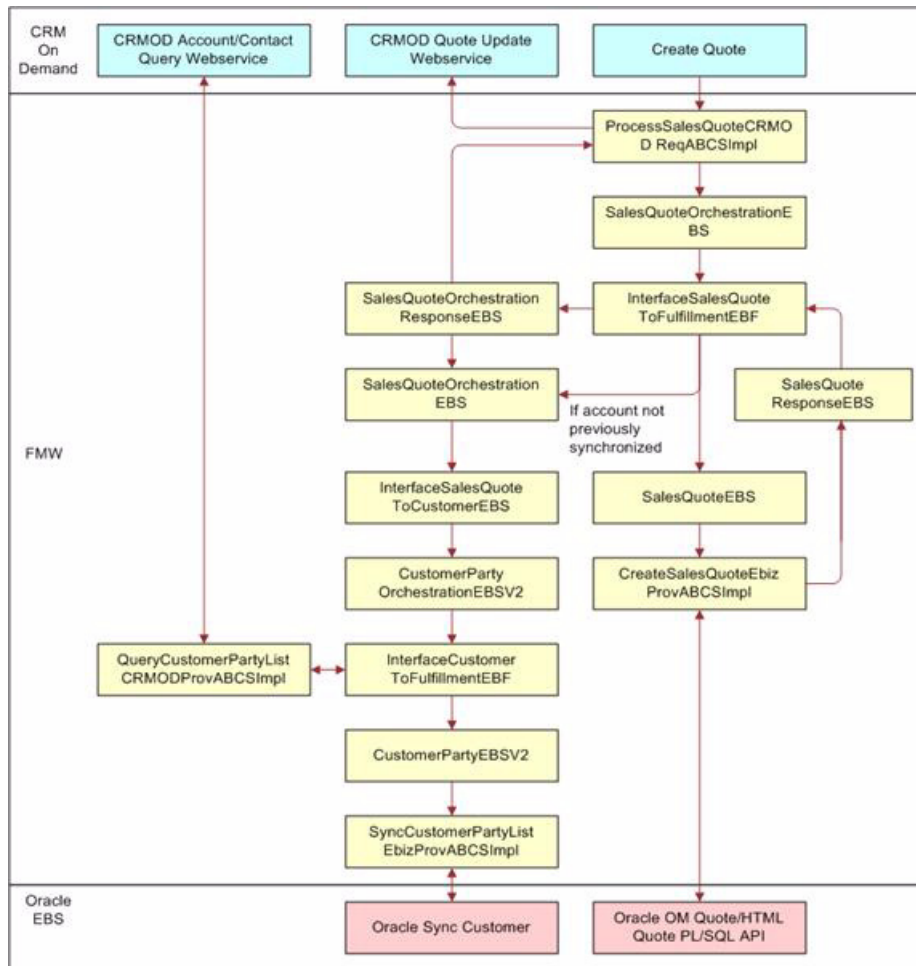 CRM
On
Demand
CRMOD Account/Contact
Query Webservice
CRMOD Quote Update
Webservice
Create Quote
ProcessSalesQuoteCRMO
D ReqABCSImpl
SalesQuoteOrchestrationE
BS
SalesQuoteOrchestration
ResponseEBS
InterfaceSalesQuote
ToFulfillmentEBF
SalesQuoteOrchestration
EBS
SalesQuote
ResponseEBS
If account not
previously
synchronized
FMW
InterfaceSalesQuote
ToCustomerEBS
SalesQuoteEBS
CustomerParty
OrchestrationEBSV2
CreateSalesQuoteEbiz
ProvABCSImpl
QueryCustomerPartyList
CRMODProvABCSImpl
InterfaceCustomer
ToFulfillmentEBF
CustomerPartyEBSV2
SyncCustomerPartyList
EbizProvABCSImpl
Oracle
EBS
Oracle Sync Customer
Oracle OM Quote/HTML
Quote PL/SQL API